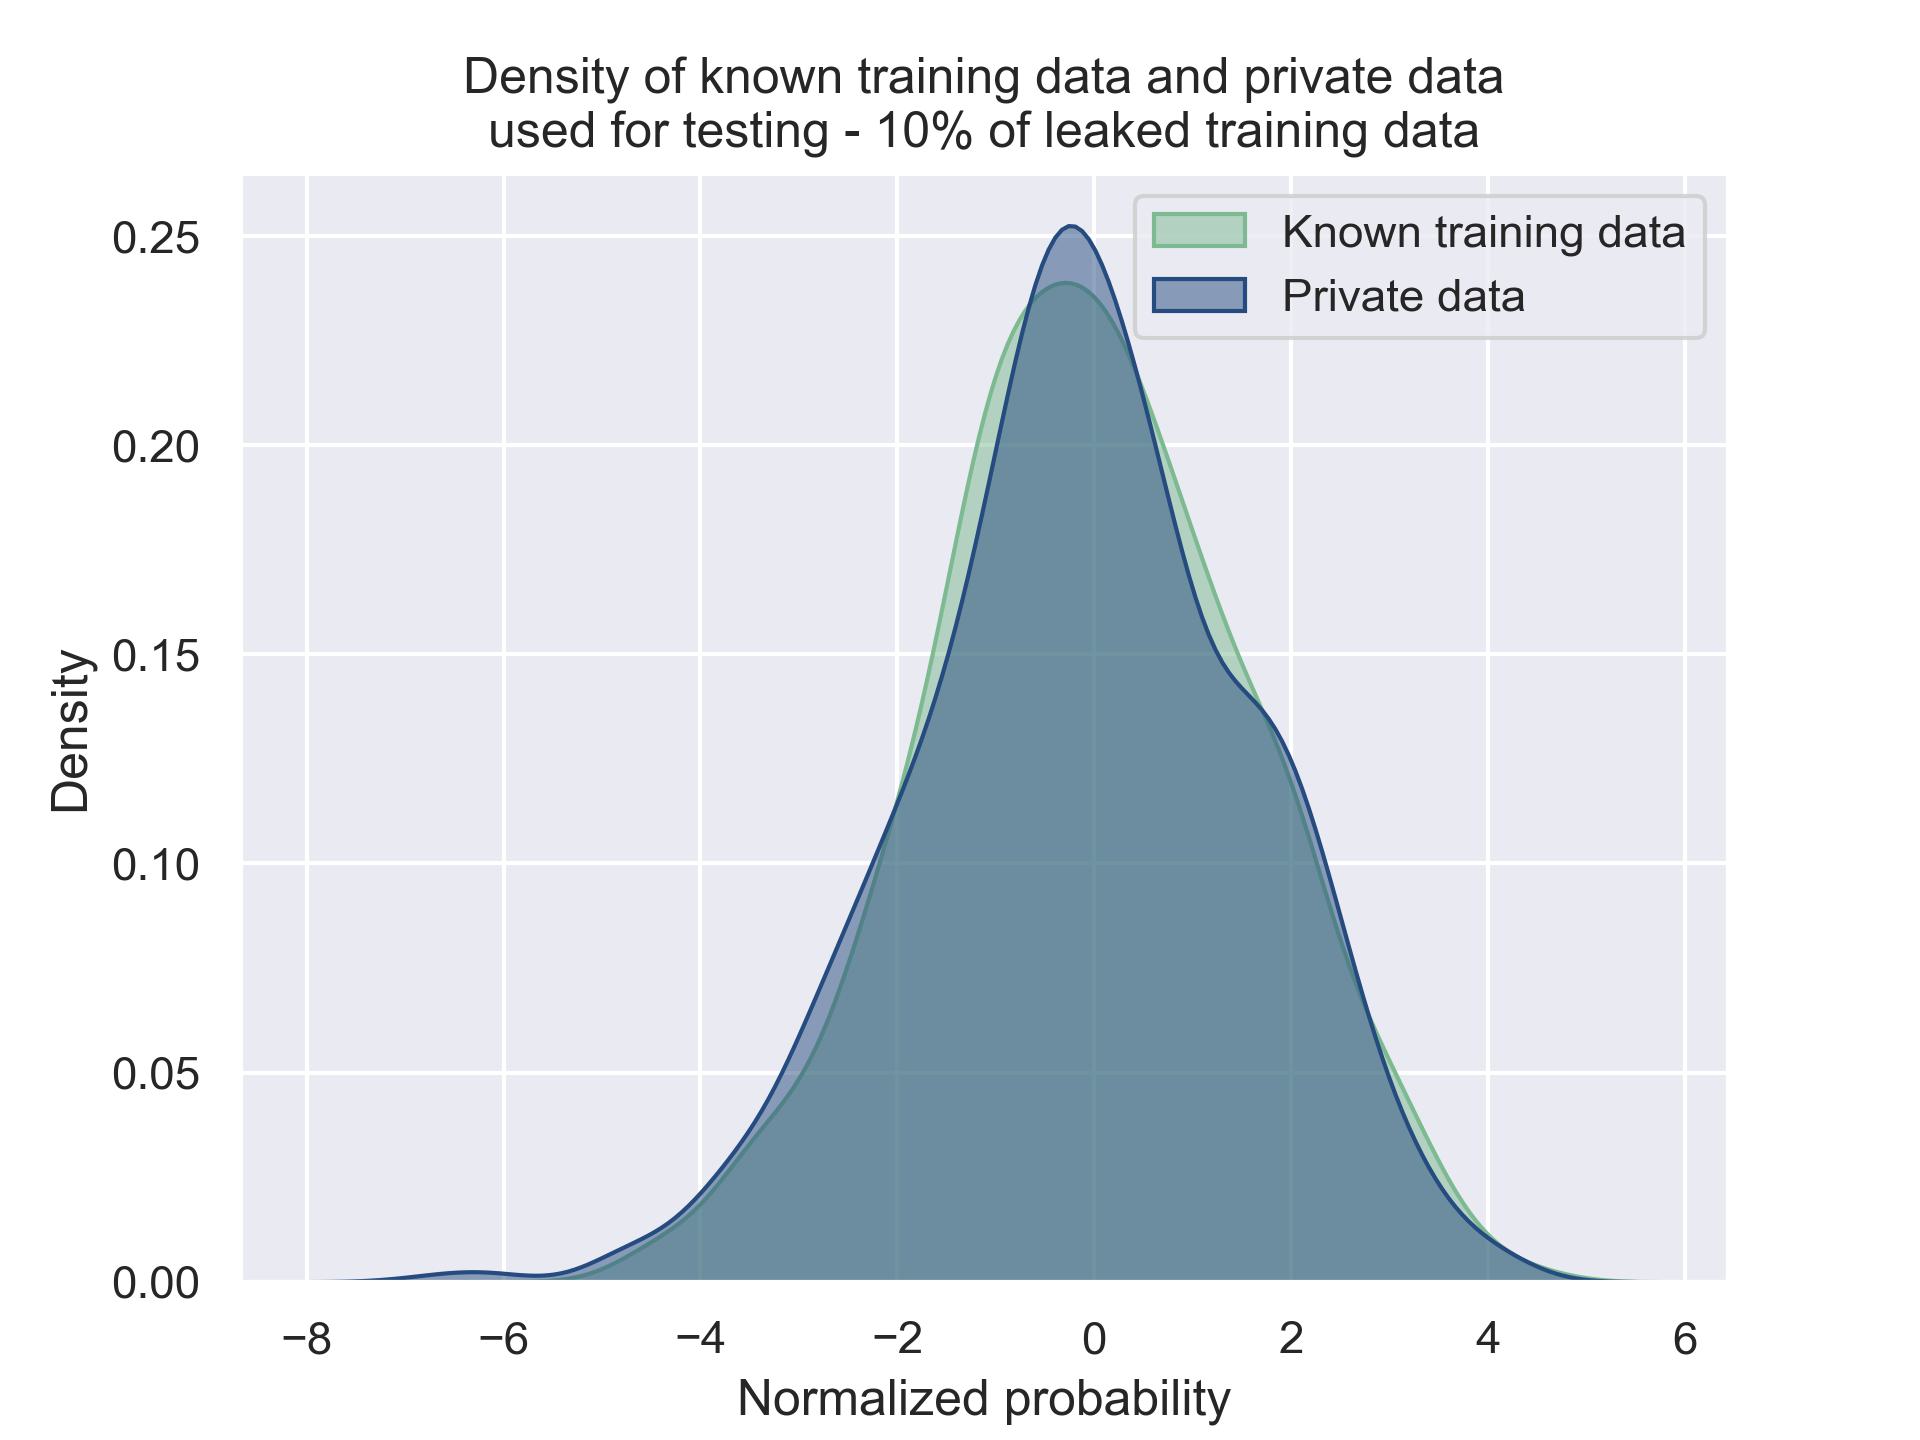 Density of known training data and private data
used for testing - 10% of leaked training data
Known training data
Private data
0.25
0.20
0.15
0.10
0.05
0.00
Density
−8 −6 −4 −2 0 2 4 6
Normalized probability